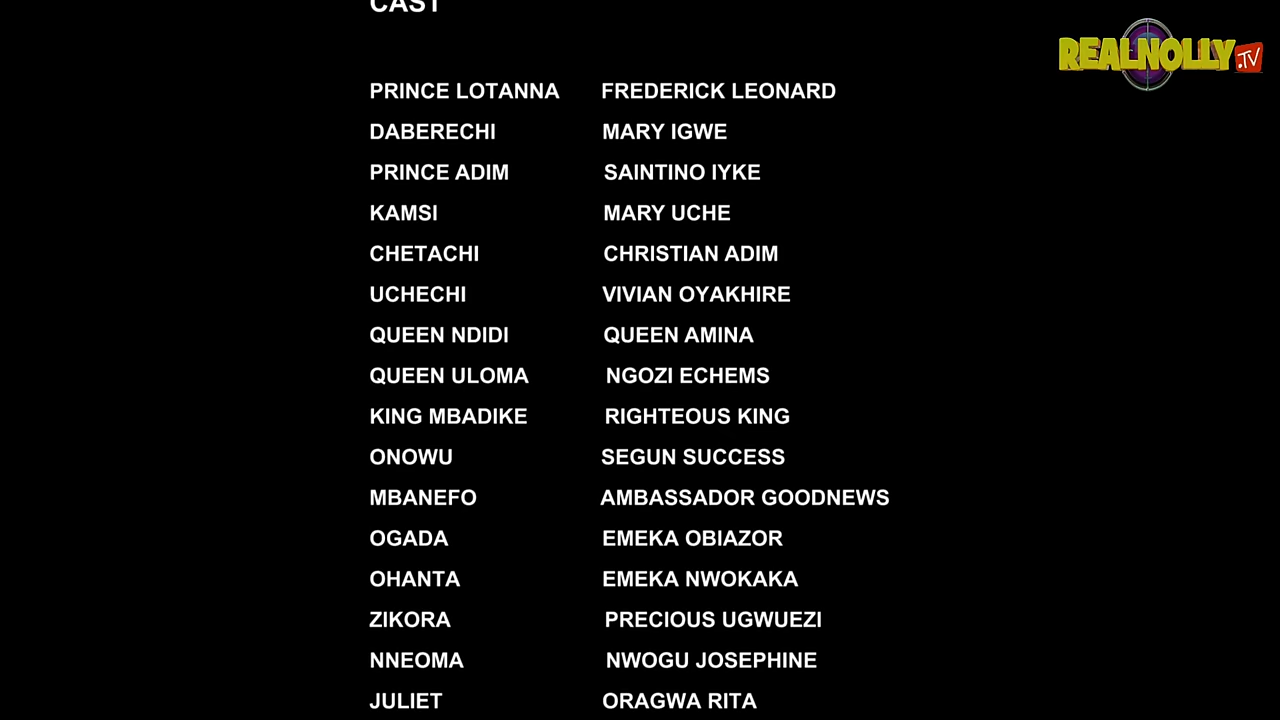 CAST
REALNOLLY.TV
PRINCE LOTANNA FREDERICK LEONARD
DABERECHI MARY IGWE
PRINCE ADIM SAINTINO IYKE
KAMSI MARY UCHE
CHETACHI CHRISTIAN ADIM
UCHECHI VIVIAN OYAKHIRE
QUEEN NDIDI QUEEN AMINA
QUEEN ULOMA NGOZI ECHEMS
KING MBADIKE RIGHTEOUS KING
ONOWU SEGUN SUCCESS
MBANEFO AMBASSADOR GOODNEWS
OGADA EMEKA OBIAZOR
OHANTA EMEKA NWOKAKA
ZIKORA PRECIOUS UGWUEZI
NNEOMA NWOGU JOSEPHINE
JULIET ORAGWA RITA